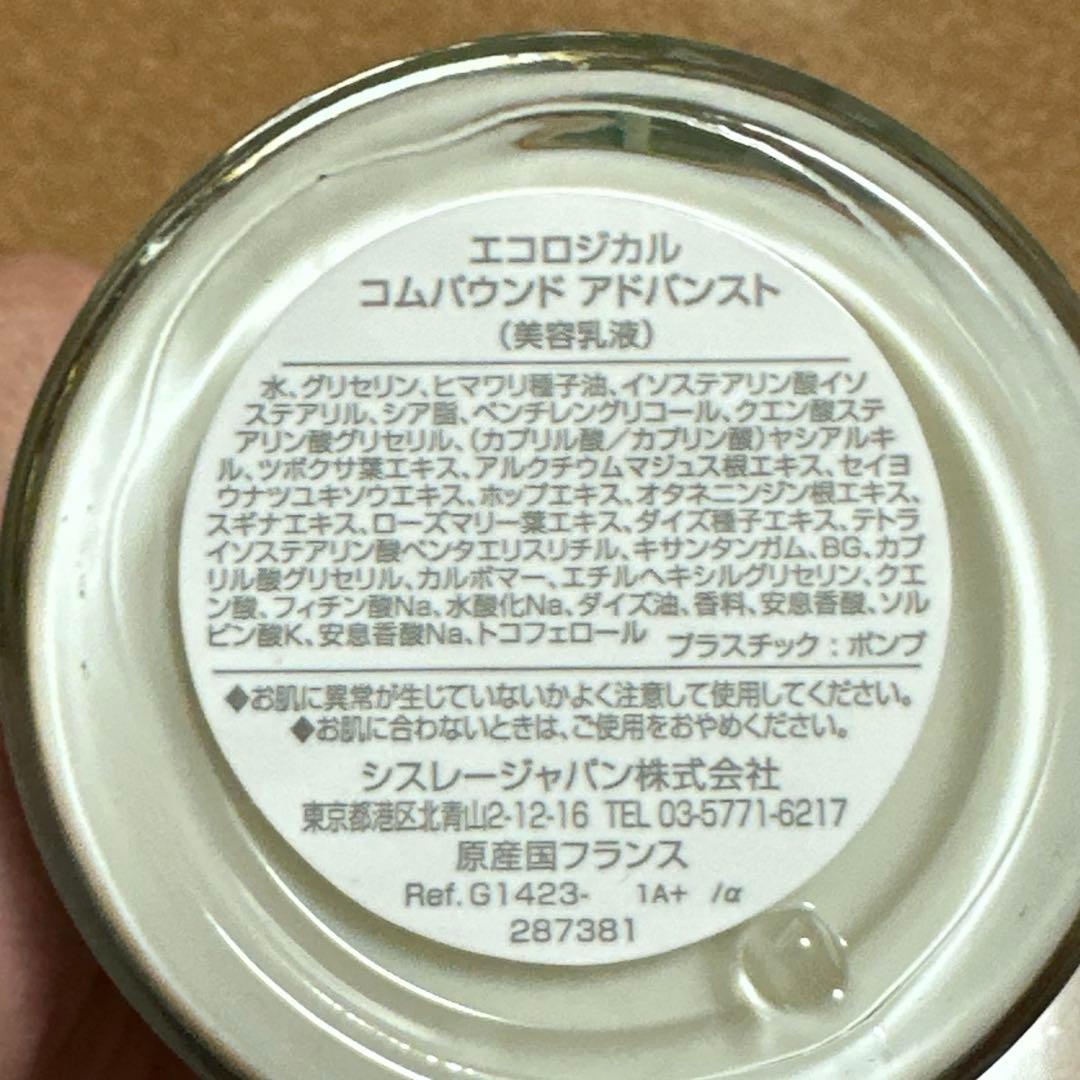 エコロジカル
コムパウンド アドバンスト
(美容乳液)
水、グリセリン、ヒマワリ種子油、イソステアリン酸イソ
ステアリル、シア脂、ペンチレングリコール、クエン酸ステ
アリン酸グリセリル、(カプリル酸/カプリン酸)ヤシアルキ
ル、ツボクサ葉エキス、アルクチウムマジュス根エキス、セイヨ
ウナツユキソウエキス、ホップエキス、オタネニンジン根エキス、
スギナエキス、ローズマリー葉エキス、ダイズ種子エキス、テトラ
イソステアリン酸ペンタエリスリチル、キサンタンガム、BG、カプ
リル酸グリセリル、カルボマー、エチルヘキシルグリセリン、クエ
ン酸、フィチン酸Na、水酸化Na、ダイズ油、香料、安息香酸、ソル
ビン酸K、安息香酸Na、トコフェロール プラスチック:ポンプ
◆お肌に異常が生じていないかよく注意して使用してください。
◆お肌に合わないときは、ご使用をおやめください。
シスレージャパン株式会社
東京都港区北青山2-12-16 TEL 03-5771-6217
原産国フランス
Ref. G1423- 1A+ /α
287381